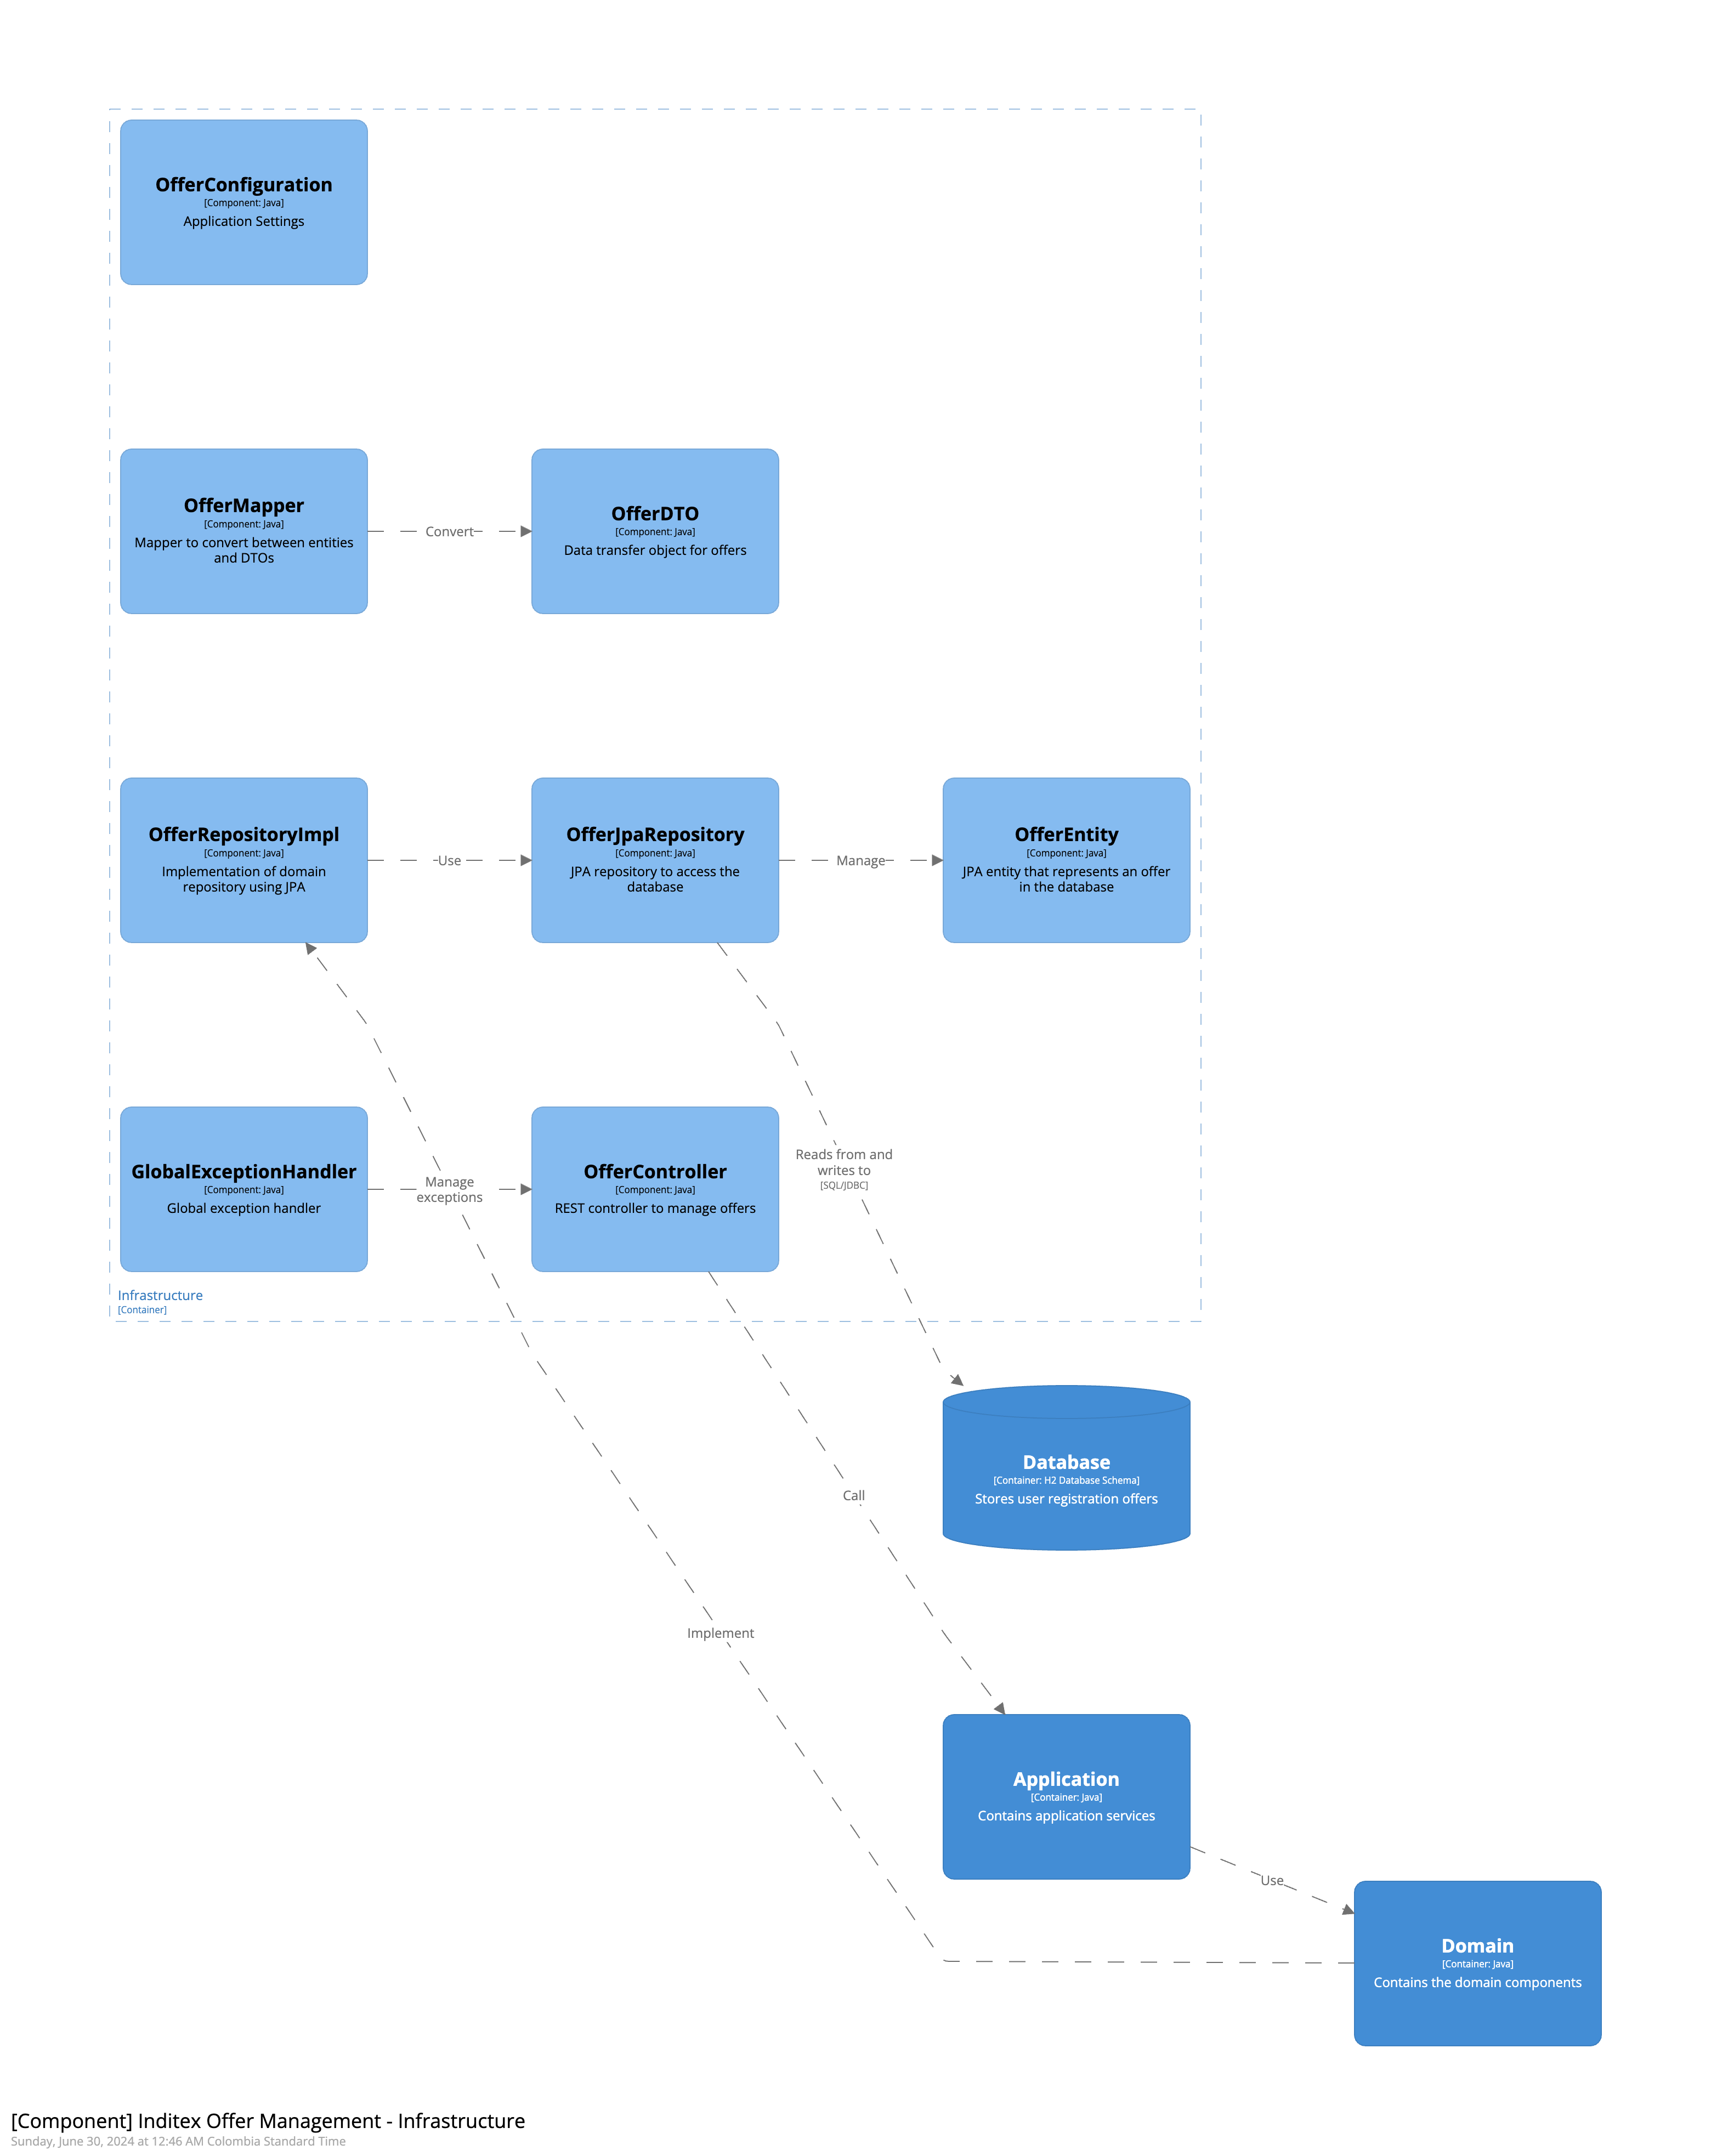 OfferConfiguration
[Component: Java]
Application Settings
OfferMapper
[Component: Java]
Mapper to convert between entities
and DTOs
Convert
OfferDTO
[Component: Java]
Data transfer object for offers
OfferRepositoryImpl
[Component: Java]
Implementation of domain
repository using JPA
Use
OfferJpaRepository
[Component: Java]
JPA repository to access the
database
Manage
OfferEntity
[Component: Java]
JPA entity that represents an offer
in the database
GlobalExceptionHandler
[Component: Java]
Global exception handler
Manage
exceptions
OfferController
[Component: Java]
REST controller to manage offers
Reads from and
writes to
[SQL/JDBC]
Infrastructure
[Container]
Database
[Container: H2 Database Schema]
Stores user registration offers
Call
Implement
Application
[Container: Java]
Contains application services
Use
Domain
[Container: Java]
Contains the domain components
[Component] Inditex Offer Management - Infrastructure
Sunday, June 30, 2024 at 12:46 AM Colombia Standard Time